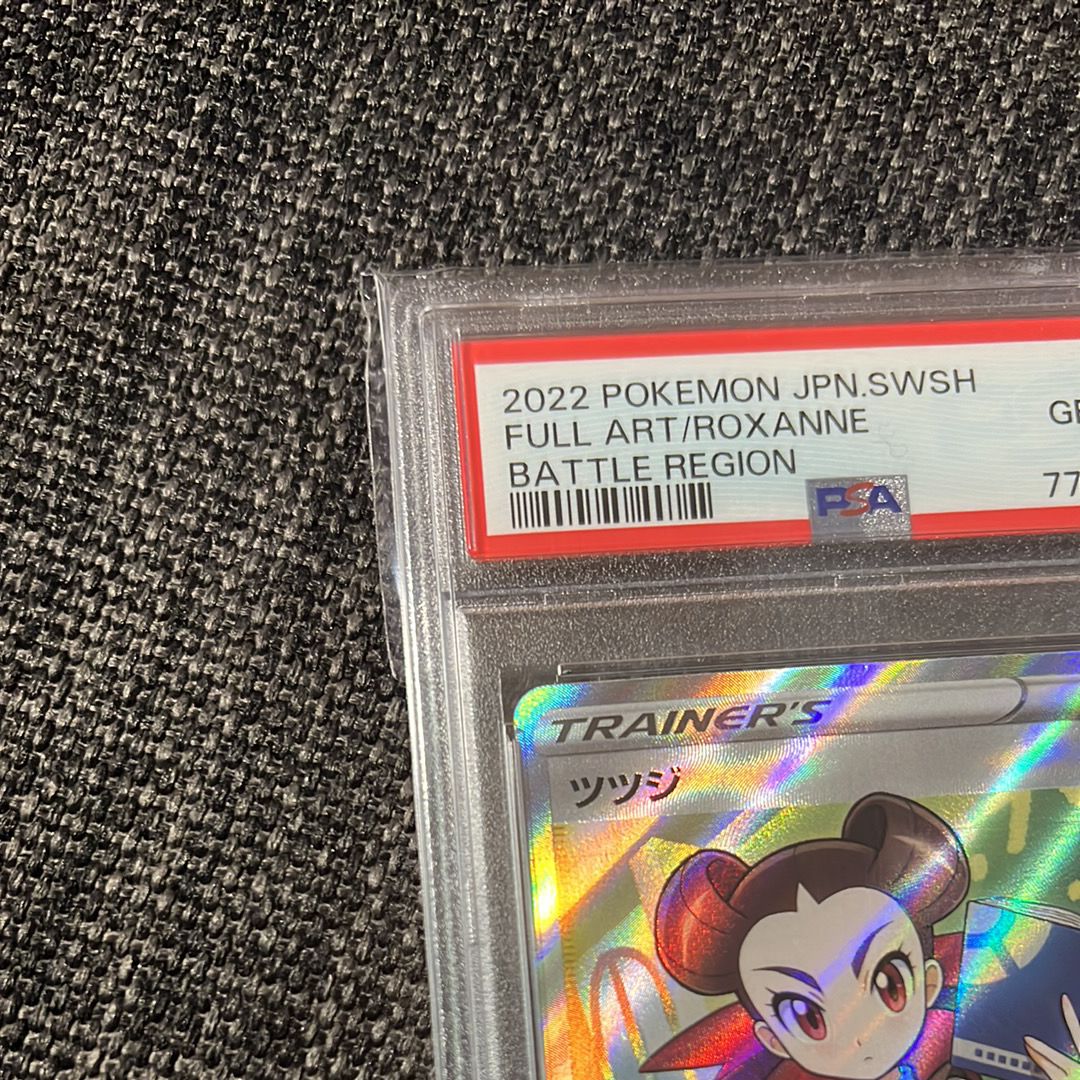 2022 POKEMON JPN.SWSH
FULL ART/ROXANNE
BATTLE REGION
PSA
TRAINER'S
ツツジ